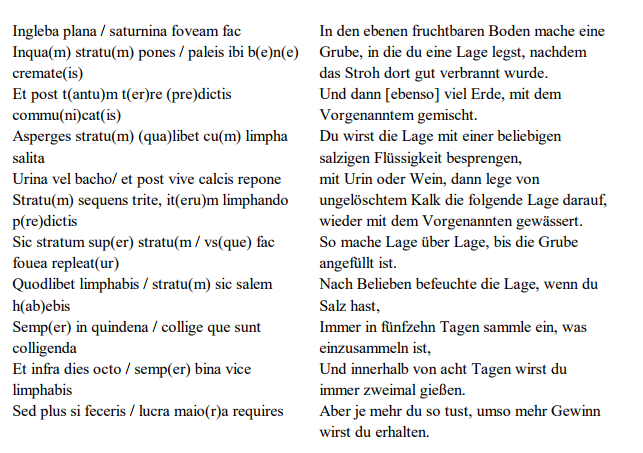 Ingleba plana / saturnina foveam fac
Inqua(m) stratu(m) pones / paleis ibi b(e)n(e)
cremate(is)
Et post t(antu)m t(er)re (pre)dictis
commu(ni)cat(is)
Asperges stratu(m) (qua)libet cu(m) limpha
salita
Urina vel bacho/ et post vive calcis repone
Stratu(m) sequens trite, it(eru)m limphando
p(re)dictis
Sic stratum sup(er) stratu(m / vs(que) fac
fouea repleat(ur)
Quodlibet limphabis / stratu(m) sic salem
h(ab)ebis
Semp(er) in quindena / collige que sunt
colligenda
Et infra dies octo / semp(er) bina vice
limphabis
Sed plus si feceris / lucra maio(r)a requires
In den ebenen fruchtbaren Boden mache eine
Grube, in die du eine Lage legst, nachdem
das Stroh dort gut verbrannt wurde.
Und dann [ebenso] viel Erde, mit dem
Vorgenanntem gemischt.
Du wirst die Lage mit einer beliebigen
salzigen Flüssigkeit besprengen,
mit Urin oder Wein, dann lege von
ungelöschtem Kalk die folgende Lage darauf,
wieder mit dem Vorgenannten gewässert.
So mache Lage über Lage, bis die Grube
angefüllt ist.
Nach Belieben befeuchte die Lage, wenn du
Salz hast,
Immer in fünfzehn Tagen sammle ein, was
einzusammeln ist,
Und innerhalb von acht Tagen wirst du
immer zweimal gießen.
Aber je mehr du so tust, umso mehr Gewinn
wirst du erhalten.